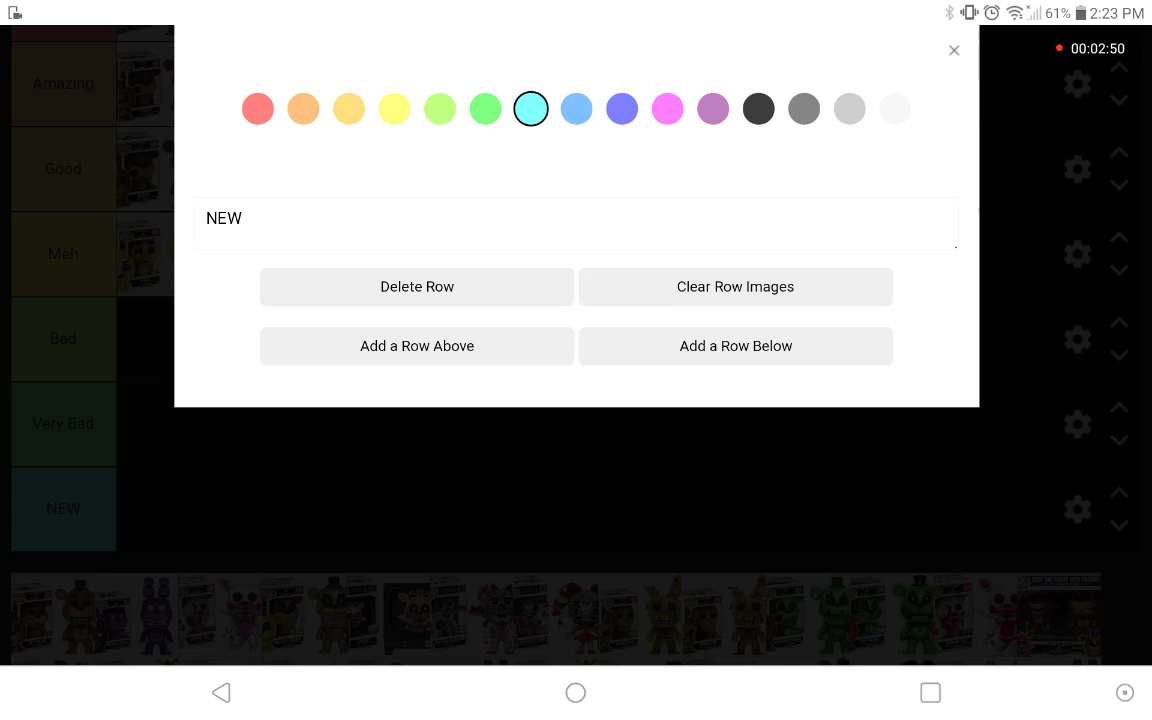 61% 2:23 PM
00:02:50
Amazing
Good
Meh
Bad
Very Bad
NEW
NEW
Delete Row
Clear Row Images
Add a Row Above
Add a Row Below